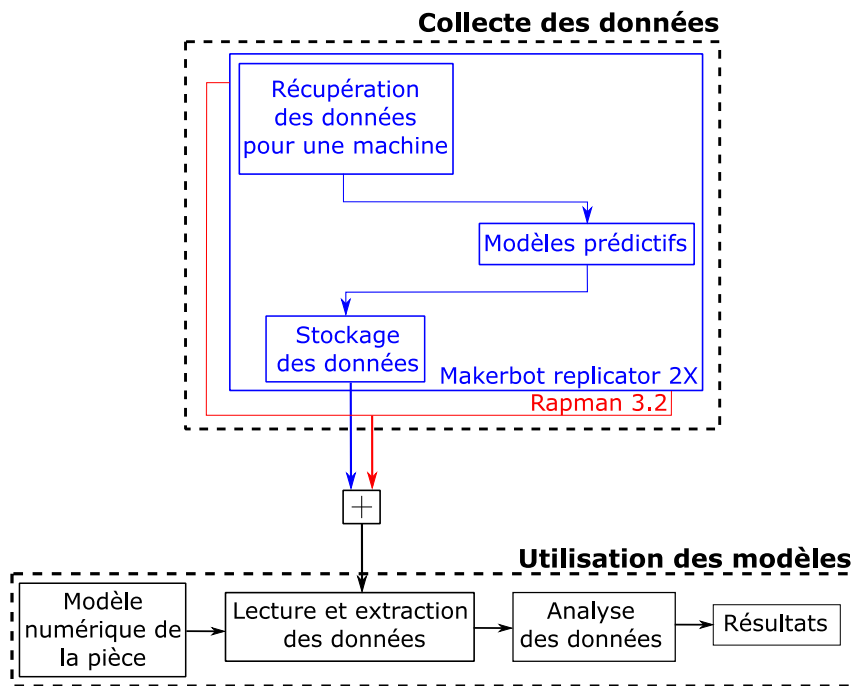 Collecte des données
Récupération
des données
pour une machine
Modèles prédictifs
Stockage
des données
Makerbot replicator 2X
Rapman 3.2
+
Utilisation des modèles
Modèle
numérique de
la pièce
Lecture et extraction
des données
Analyse
des données
Résultats